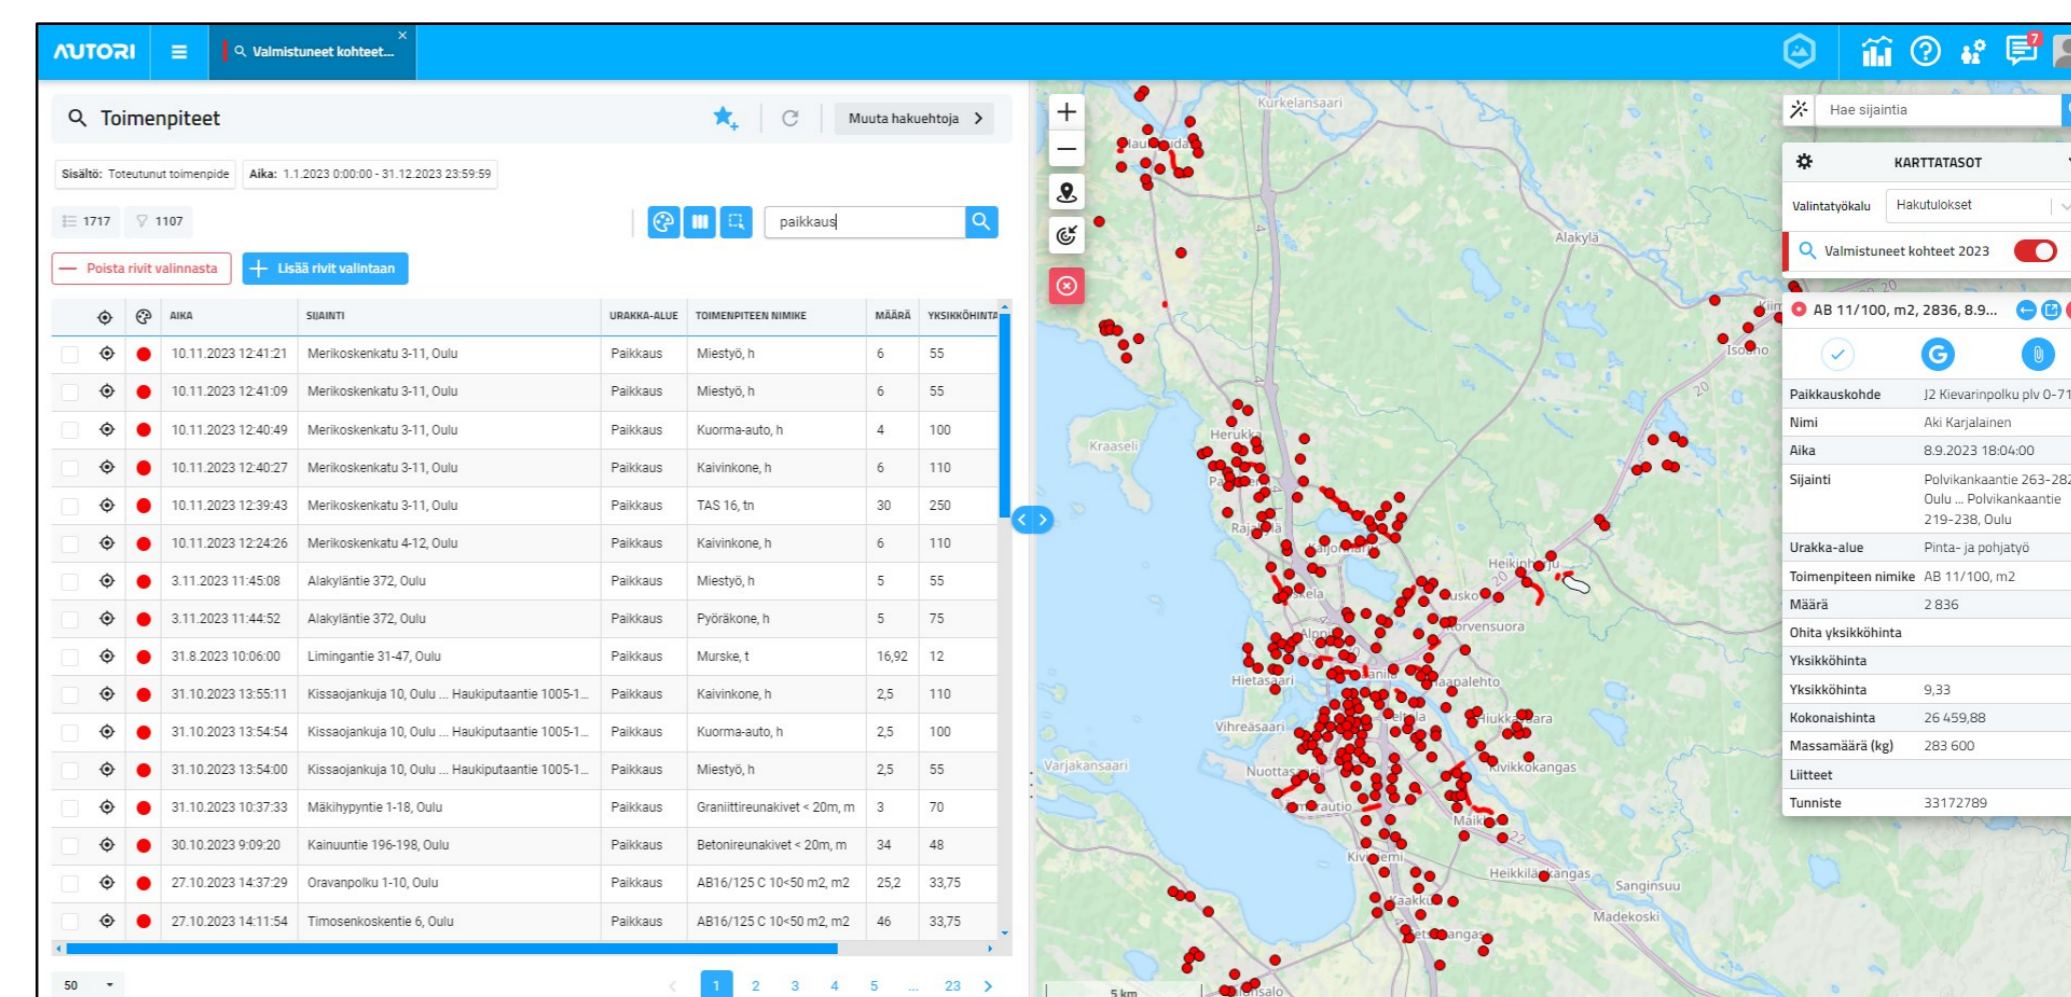 AUTORI
Valmistuneet kohteet...
7
Toimenpiteet
Muuta hakuehtoja
Sisältö: Toteutunut toimenpide
Aika: 1.1.2023 0:00:00 - 31.12.2023 23:59:59
1717
1107
paikkaus
Poista rivit valinnasta
Lisää rivit valintaan
AIKA SIJAINTI URAKKA-ALUE TOIMENPITEEN NIMIKE MÄÄRÄ YKSIKKÖHINTA
10.11.2023 12:41:21 Merikoskenkatu 3-11, Oulu Paikkaus Miestyö, h 6 55
10.11.2023 12:41:09 Merikoskenkatu 3-11, Oulu Paikkaus Miestyö, h 6 55
10.11.2023 12:40:49 Merikoskenkatu 3-11, Oulu Paikkaus Kuorma-auto, h 4 100
10.11.2023 12:40:27 Merikoskenkatu 3-11, Oulu Paikkaus Kaivinkone, h 6 110
10.11.2023 12:39:43 Merikoskenkatu 3-11, Oulu Paikkaus TAS 16, tn 30 250
10.11.2023 12:24:26 Merikoskenkatu 4-12, Oulu Paikkaus Kaivinkone, h 6 110
3.11.2023 11:45:08 Alakyläntie 372, Oulu Paikkaus Miestyö, h 5 55
3.11.2023 11:44:52 Alakyläntie 372, Oulu Paikkaus Pyöräkone, h 5 75
31.8.2023 10:06:00 Limingantie 31-47, Oulu Paikkaus Murske, t 16,92 12
31.10.2023 13:55:11 Kissaojankuja 10, Oulu ... Haukiputaantie 1005-1... Paikkaus Kaivinkone, h 2,5 110
31.10.2023 13:54:54 Kissaojankuja 10, Oulu ... Haukiputaantie 1005-1... Paikkaus Kuorma-auto, h 2,5 100
31.10.2023 13:54:00 Kissaojankuja 10, Oulu ... Haukiputaantie 1005-1... Paikkaus Miestyö, h 2,5 55
31.10.2023 10:37:33 Mäkihypyntie 1-18, Oulu Paikkaus Graniittireunakivet < 20m, m 3 70
30.10.2023 9:09:20 Kainuuntie 196-198, Oulu Paikkaus Betonireunakivet < 20m, m 34 48
27.10.2023 14:37:29 Oravanpolku 1-10, Oulu Paikkaus AB16/125 C 10<50 m2, m2 25,2 33,75
27.10.2023 14:11:54 Timosenkoskentie 6, Oulu Paikkaus AB16/125 C 10<50 m2, m2 46 33,75
50
1 2 3 4 5 ... 23
Kurkelansaari
Alakylä
Kraaseli
Herukka
Hietasaari
Vihreäsaari
Varjakansaari
Kivikkokangas
Sanginsuu
Madekoski
4
4
20
20
20
22
5 km
Hae sijaintia
KARTTATASOT
Valintatyökalu Hakutulokset
Valmistuneet kohteet 2023
AB 11/100, m2, 2836, 8.9...
Paikkauskohde J2 Kievarinpolku plv 0-71
Nimi Aki Karjalainen
Aika 8.9.2023 18:04:00
Sijainti Polvikankaantie 263-282
Oulu ... Polvikankaantie
219-238, Oulu
Urakka-alue Pinta- ja pohjatyö
Toimenpiteen nimike AB 11/100, m2
Määrä 2 836
Ohita yksikköhinta
Yksikköhinta
Yksikköhinta 9,33
Kokonaishinta 26 459,88
Massamäärä (kg) 283 600
Liitteet
Tunniste 33172789